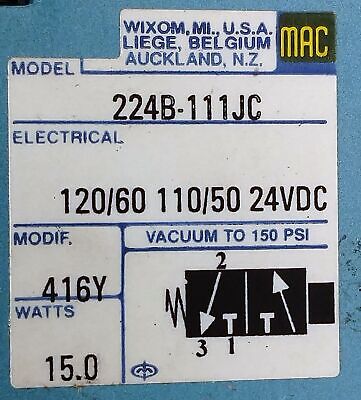 WIXOM, MI., U.S.A.
LIEGE, BELGIUM
AUCKLAND, N.Z.
MAC
MODEL
224B-111JC
ELECTRICAL
120/60 110/50 24VDC
MODIF.
VACUUM TO 150 PSI
416Y
2
WATTS
3 1
15.0